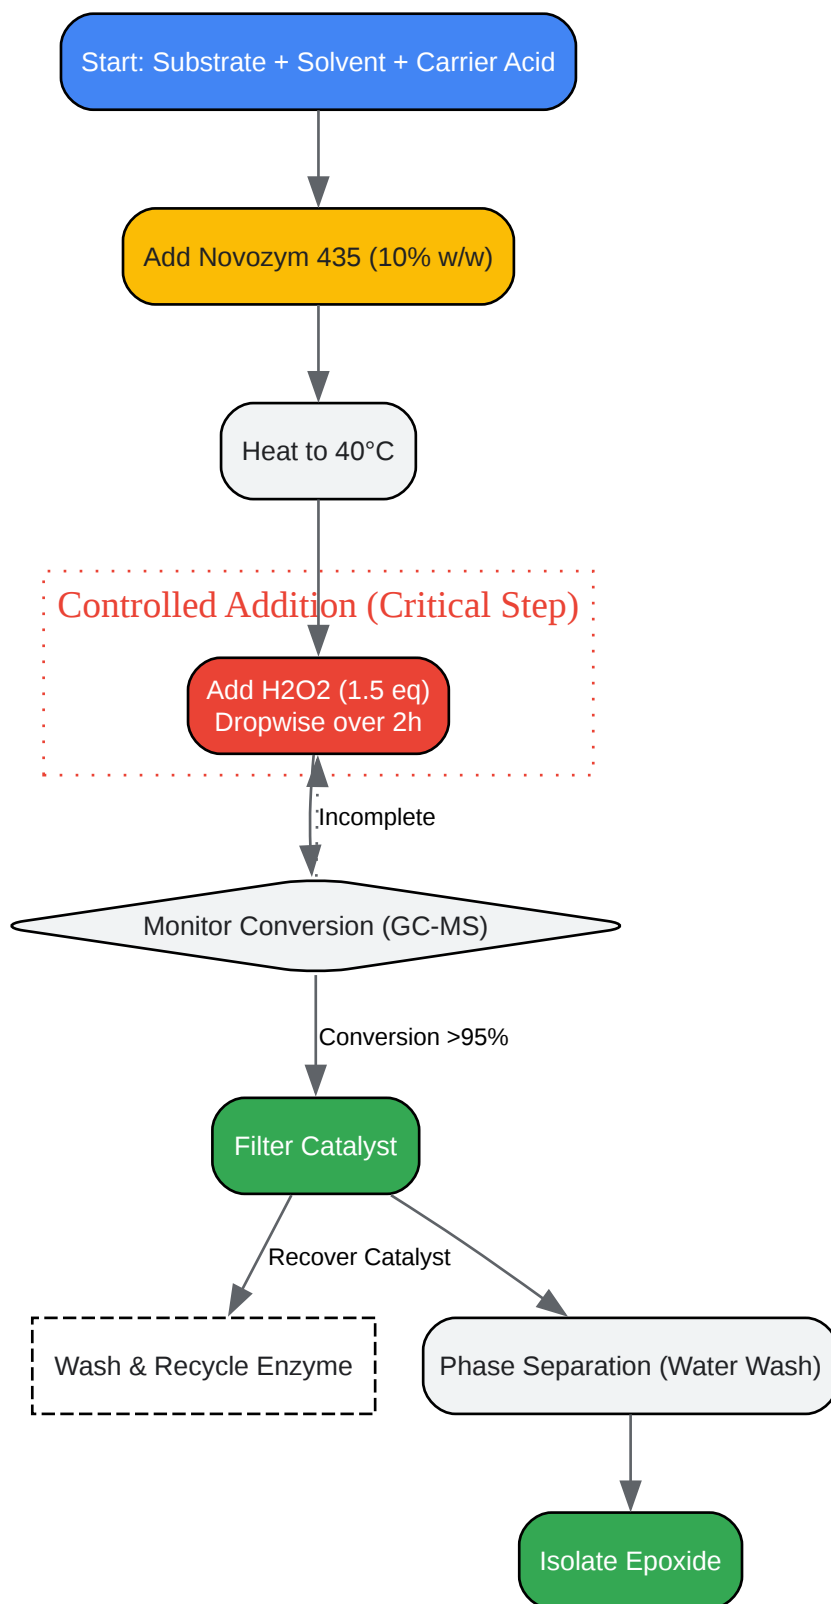 Start: Substrate + Solvent + Carrier Acid
Add Novozym 435 (10% w/w)
Heat to 40°C
Controlled Addition (Critical Step)
Add H2O2 (1.5 eq)
Dropwise over 2h
Incomplete
Monitor Conversion (GC-MS)
Conversion >95%
Filter Catalyst
Recover Catalyst
Wash & Recycle Enzyme
Phase Separation (Water Wash)
Isolate Epoxide